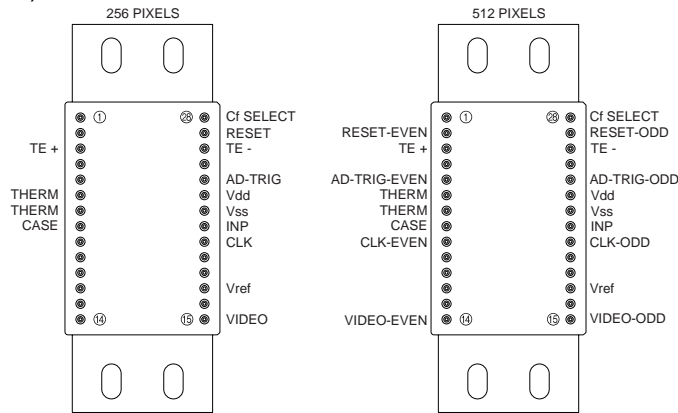 256 PIXELS
① ㉘ Cf SELECT
RESET
TE + TE -
AD-TRIG
THERM Vdd
THERM Vss
CASE INP
CLK
Vref
⑭ ⑮ VIDEO
512 PIXELS
① ㉘ Cf SELECT
RESET-EVEN RESET-ODD
TE + TE -
AD-TRIG-EVEN AD-TRIG-ODD
THERM Vdd
THERM Vss
CASE INP
CLK-EVEN CLK-ODD
Vref
VIDEO-EVEN ⑭ ⑮ VIDEO-ODD